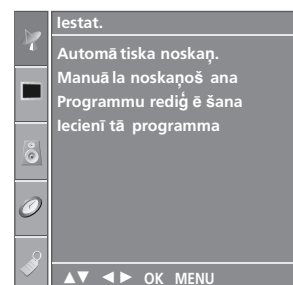 Iestat.
Automātiska noskaņ.
Manuāla noskaņošana
Programmu rediģēšana
Iecienītā programma
▲▼ ◄► OK MENU